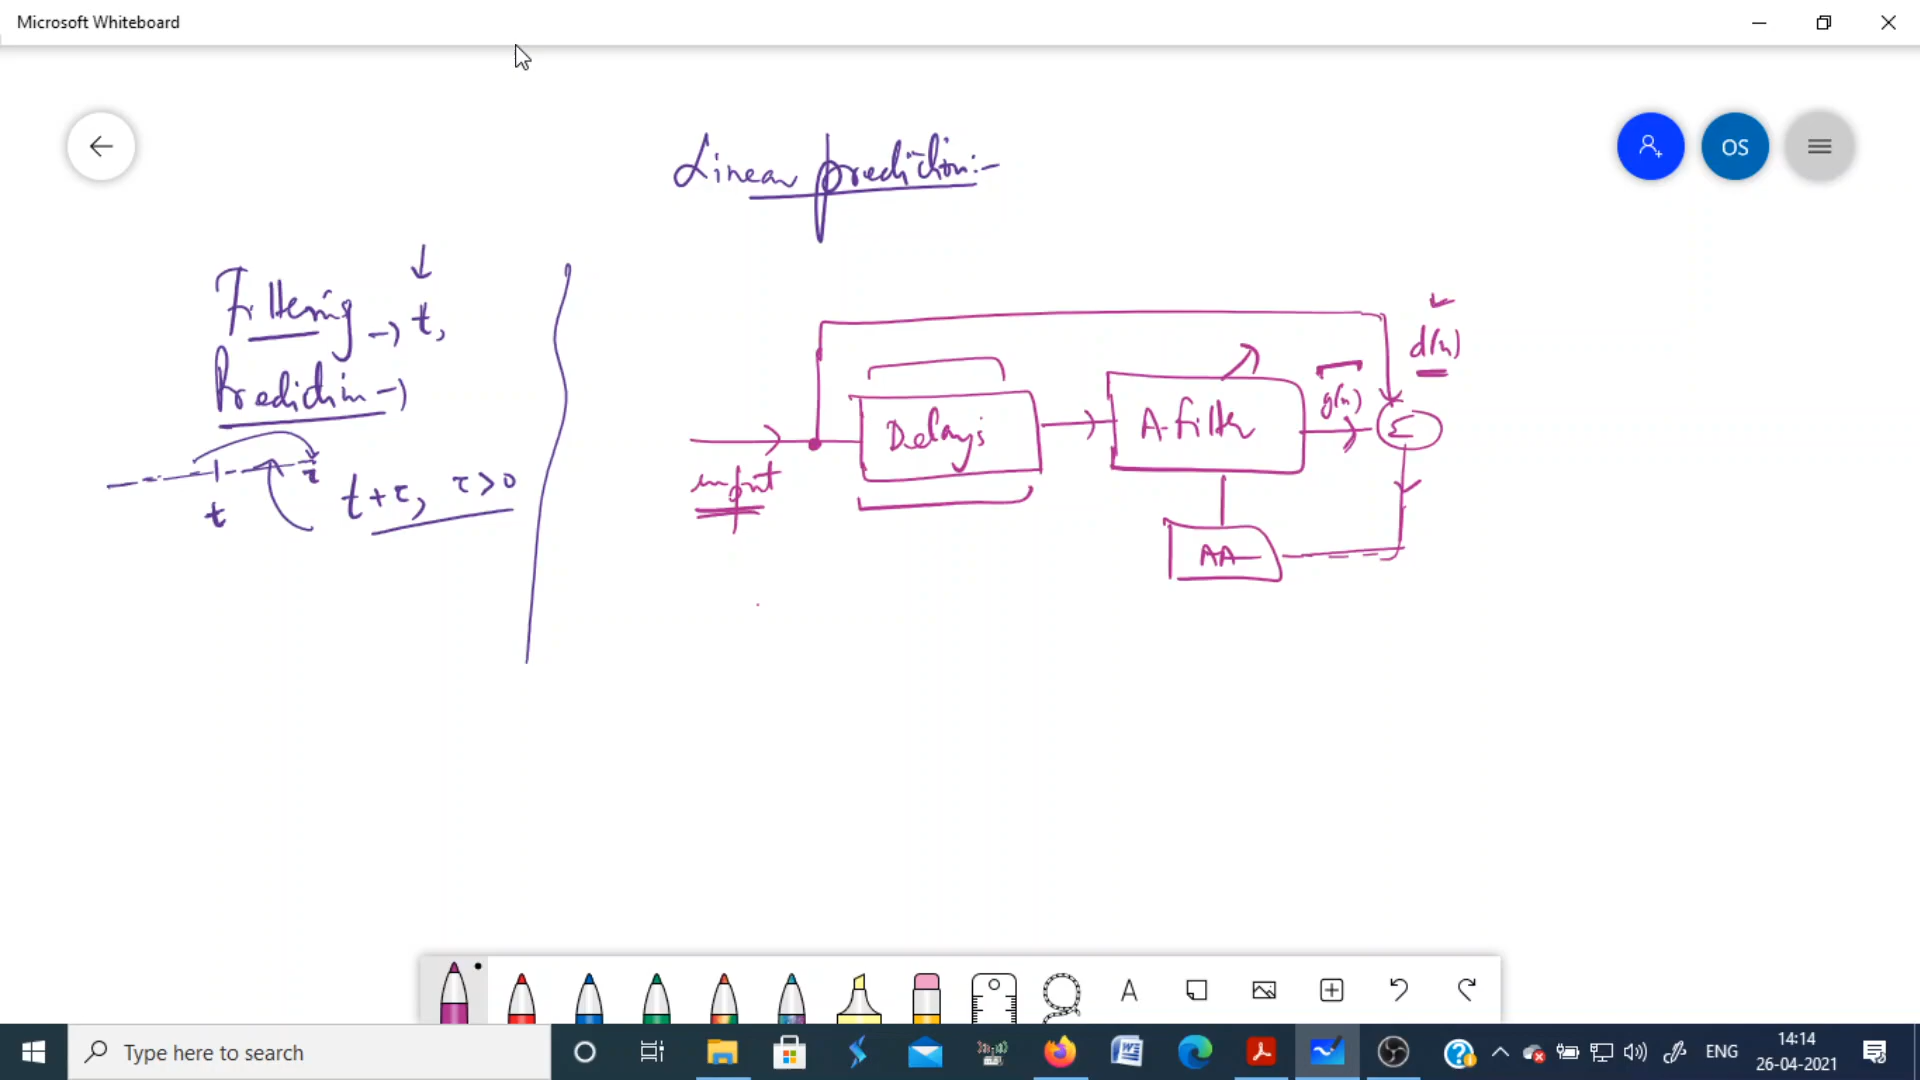 Microsoft Whiteboard
OS
Linear prediction:-
Filtering → t,
Prediction →
t
τ
t+τ, τ>0
input
Delays
A-filter
y(n)
d(n)
Σ
AA
A
Type here to search
ENG
14:14
26-04-2021